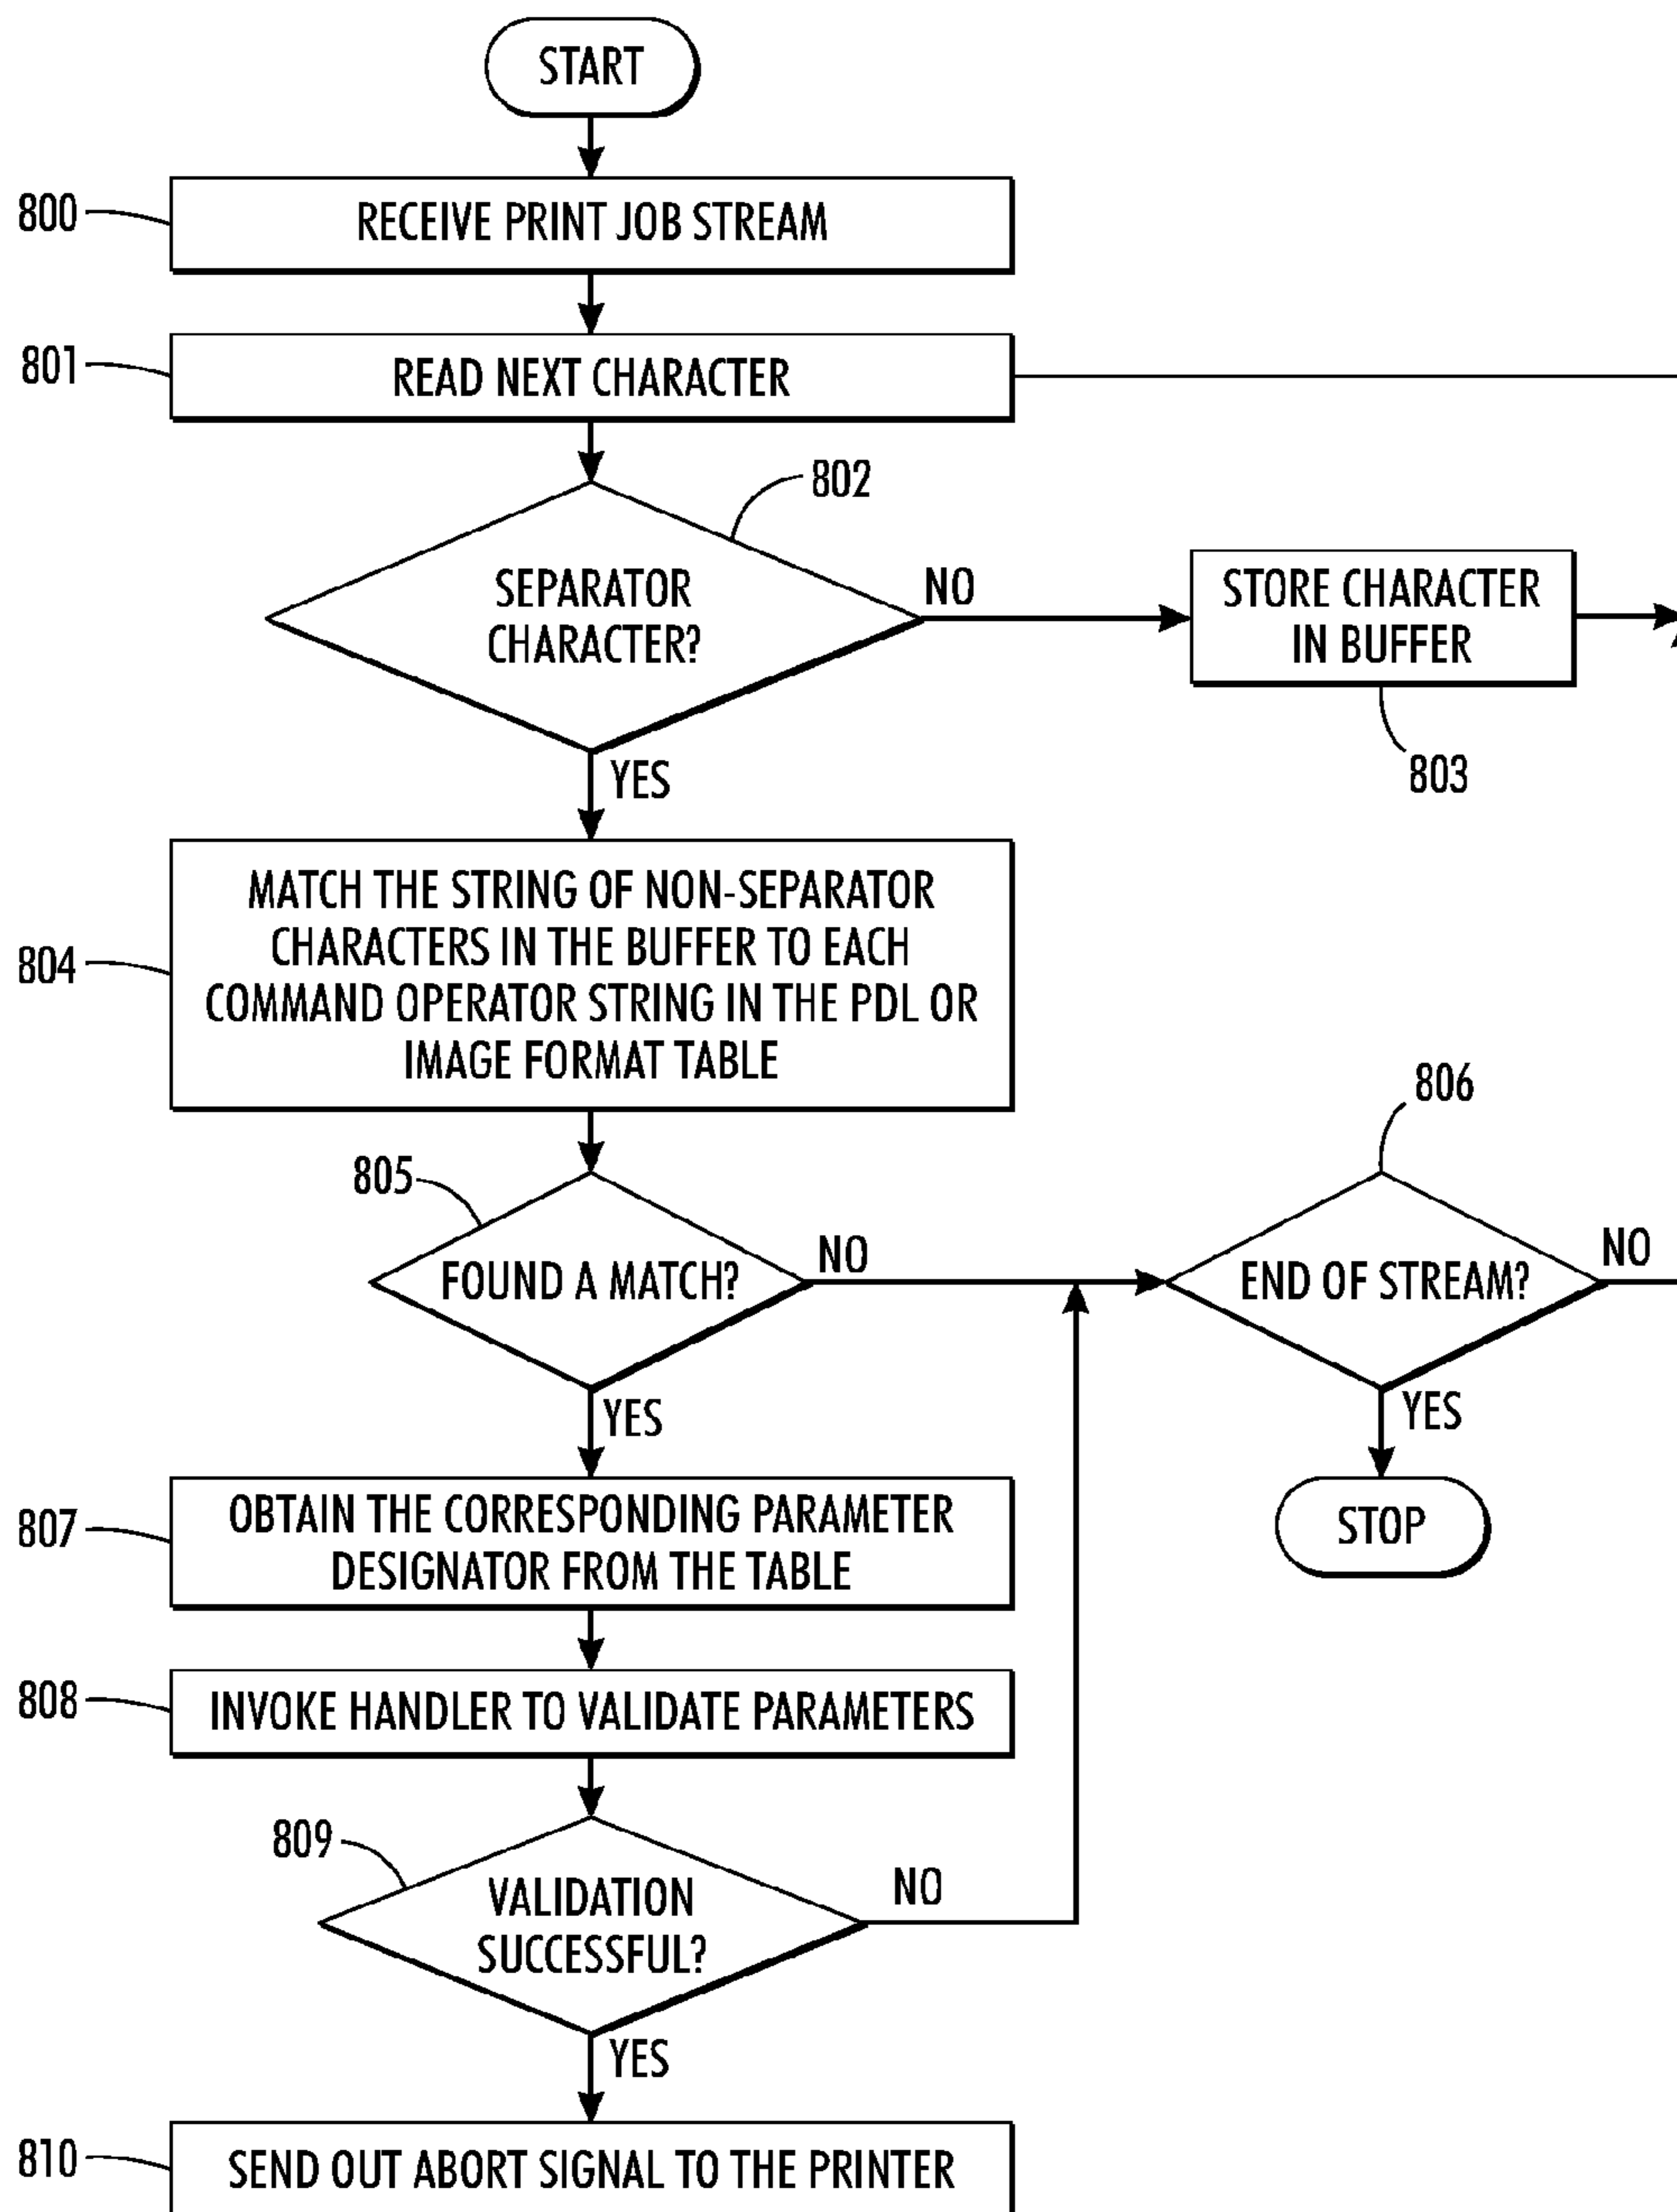 START
800
RECEIVE PRINT JOB STREAM
801
READ NEXT CHARACTER
802
SEPARATOR
CHARACTER?
NO
STORE CHARACTER
IN BUFFER
803
YES
804
MATCH THE STRING OF NON-SEPARATOR
CHARACTERS IN THE BUFFER TO EACH
COMMAND OPERATOR STRING IN THE PDL OR
IMAGE FORMAT TABLE
805
FOUND A MATCH?
NO
806
END OF STREAM?
NO
YES
STOP
YES
807
OBTAIN THE CORRESPONDING PARAMETER
DESIGNATOR FROM THE TABLE
808
INVOKE HANDLER TO VALIDATE PARAMETERS
809
VALIDATION
SUCCESSFUL?
NO
YES
810
SEND OUT ABORT SIGNAL TO THE PRINTER